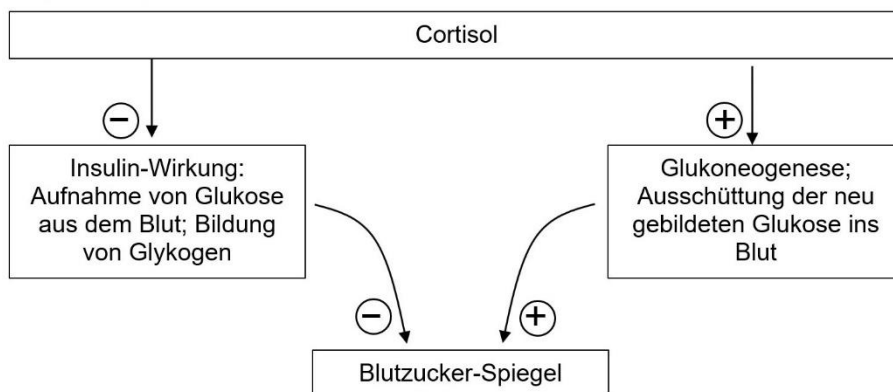 Cortisol
−
+
Insulin-Wirkung:
Aufnahme von Glukose
aus dem Blut; Bildung
von Glykogen
Glukoneogenese;
Ausschüttung der neu
gebildeten Glukose ins
Blut
−
+
Blutzucker-Spiegel